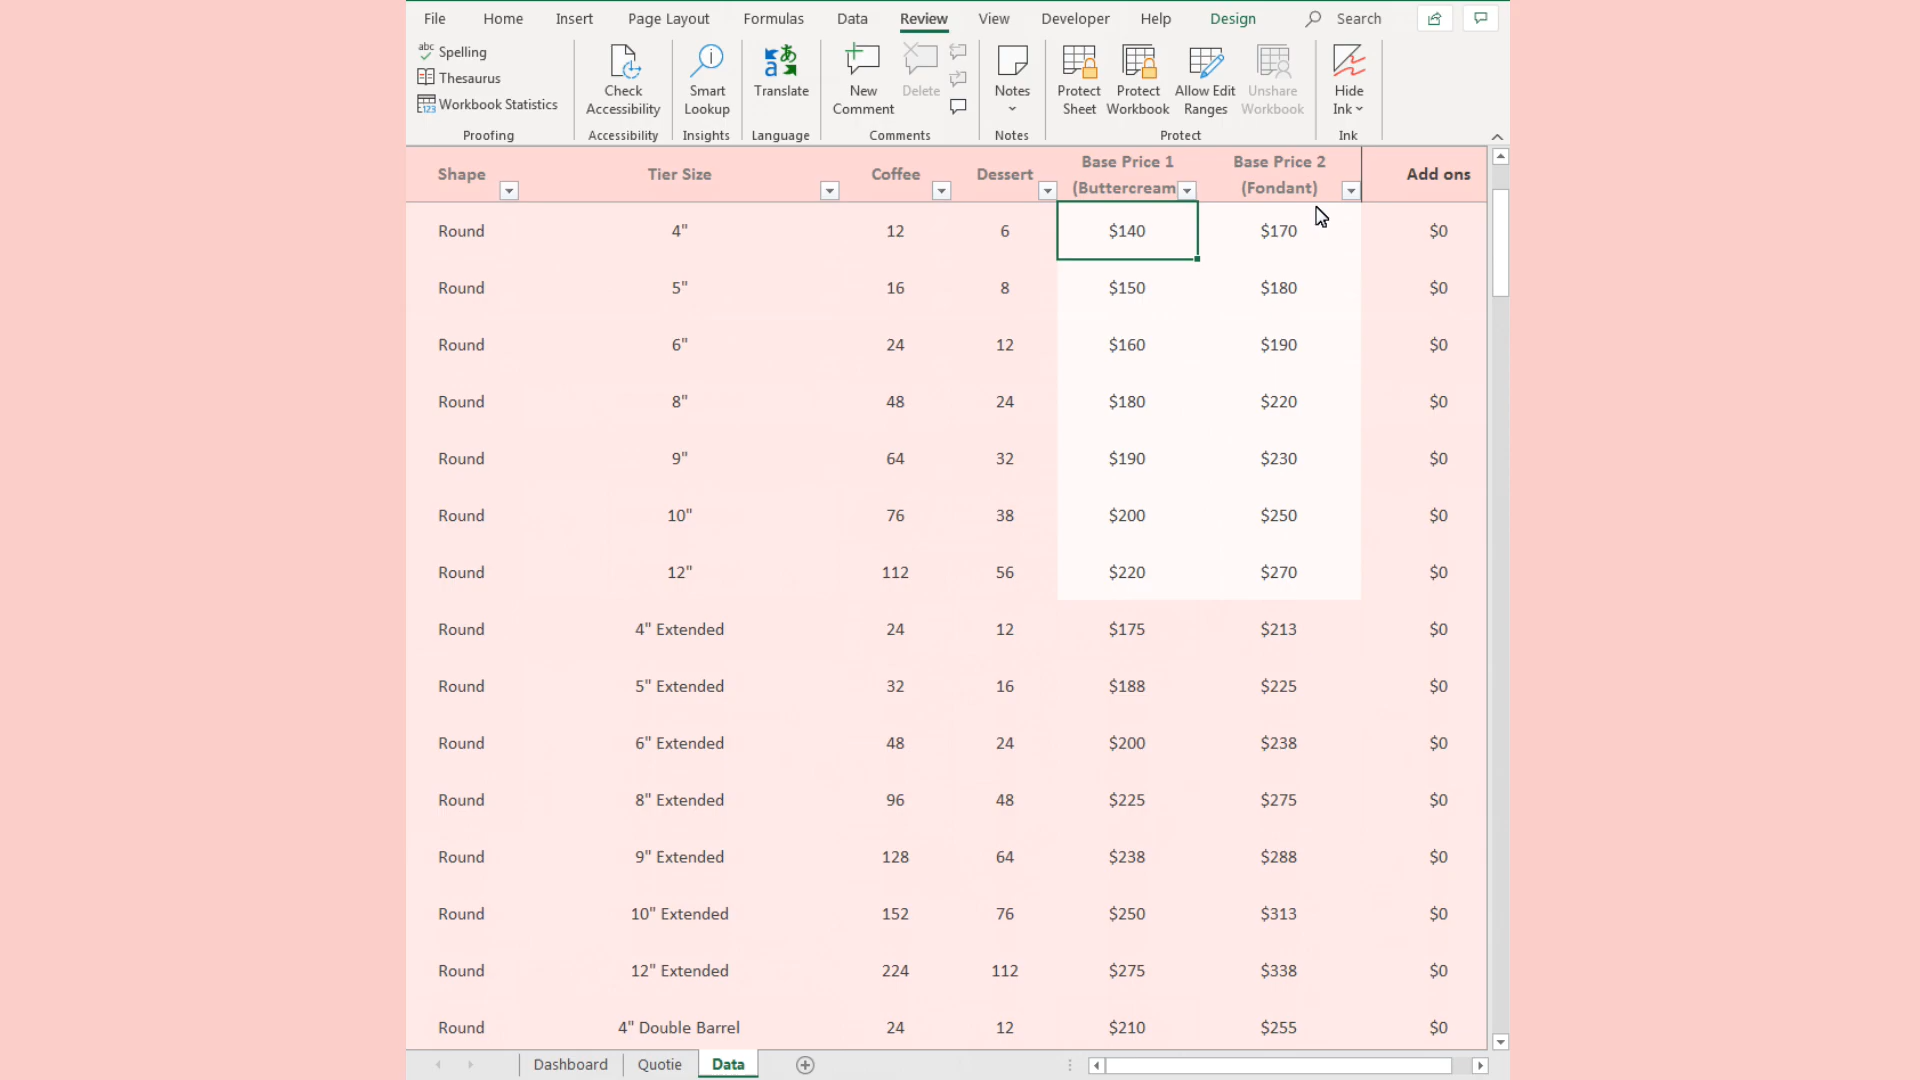 File Home Insert Page Layout Formulas Data Review View Developer Help Design Search
abc Spelling
Thesaurus
123 Workbook Statistics
Proofing
Check
Accessibility
Accessibility
Smart
Lookup
Insights
aあ
Translate
Language
New
Comment
Delete
Comments
Notes
Notes
Protect
Sheet
Protect
Workbook
Allow Edit
Ranges
Unshare
Workbook
Protect
Hide
Ink
Ink
Shape Tier Size Coffee Dessert Base Price 1 (Buttercream Base Price 2 (Fondant) Add ons
Round 4" 12 6 $140 $170 $0
Round 5" 16 8 $150 $180 $0
Round 6" 24 12 $160 $190 $0
Round 8" 48 24 $180 $220 $0
Round 9" 64 32 $190 $230 $0
Round 10" 76 38 $200 $250 $0
Round 12" 112 56 $220 $270 $0
Round 4" Extended 24 12 $175 $213 $0
Round 5" Extended 32 16 $188 $225 $0
Round 6" Extended 48 24 $200 $238 $0
Round 8" Extended 96 48 $225 $275 $0
Round 9" Extended 128 64 $238 $288 $0
Round 10" Extended 152 76 $250 $313 $0
Round 12" Extended 224 112 $275 $338 $0
Round 4" Double Barrel 24 12 $210 $255 $0
Dashboard Quotie Data